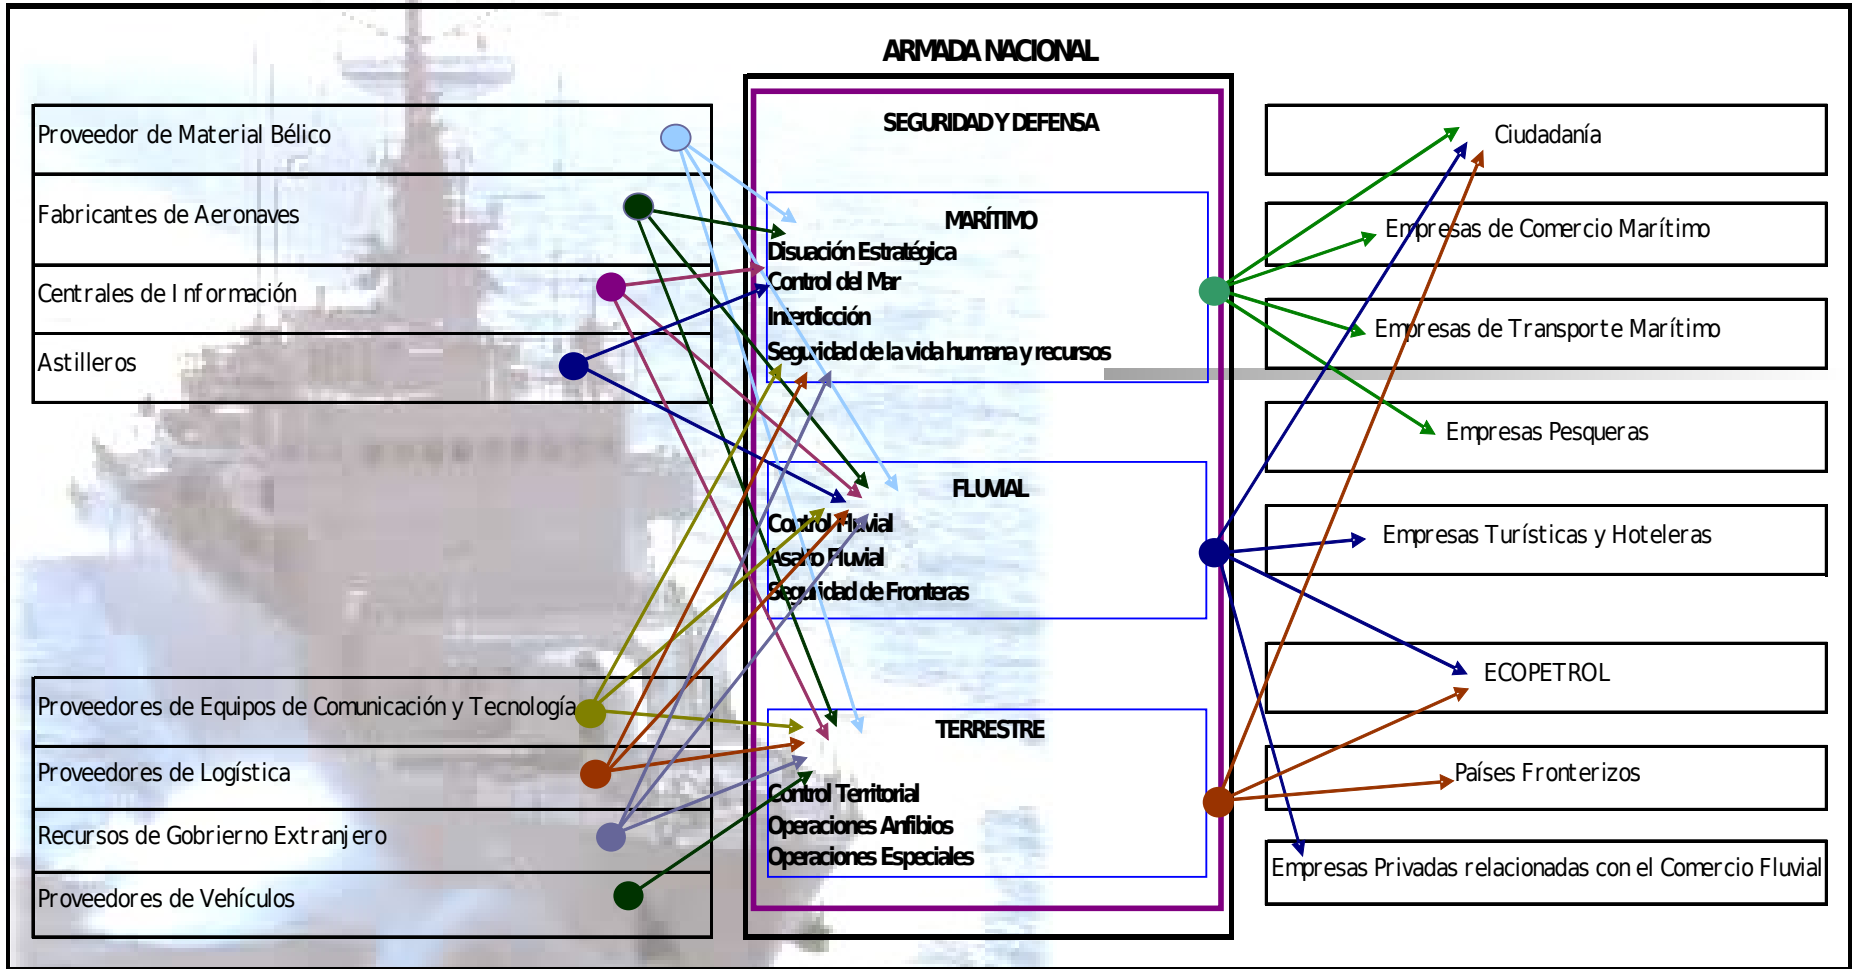 ARMADA NACIONAL
Proveedor de Material Bélico
Fabricantes de Aeronaves
Centrales de Información
Astilleros
Proveedores de Equipos de Comunicación y Tecnología
Proveedores de Logística
Recursos de Gobrierno Extranjero
Proveedores de Vehículos
SEGURIDAD Y DEFENSA
MARÍTIMO
Disuación Estratégica
Control del Mar
Interdicción
Seguridad de la vida humana y recursos
FLUVIAL
Control Fluvial
Asalto Fluvial
Seguridad de Fronteras
TERRESTRE
Control Territorial
Operaciones Anfibios
Operaciones Especiales
Ciudadanía
Empresas de Comercio Marítimo
Empresas de Transporte Marítimo
Empresas Pesqueras
Empresas Turísticas y Hoteleras
ECOPETROL
Países Fronterizos
Empresas Privadas relacionadas con el Comercio Fluvial